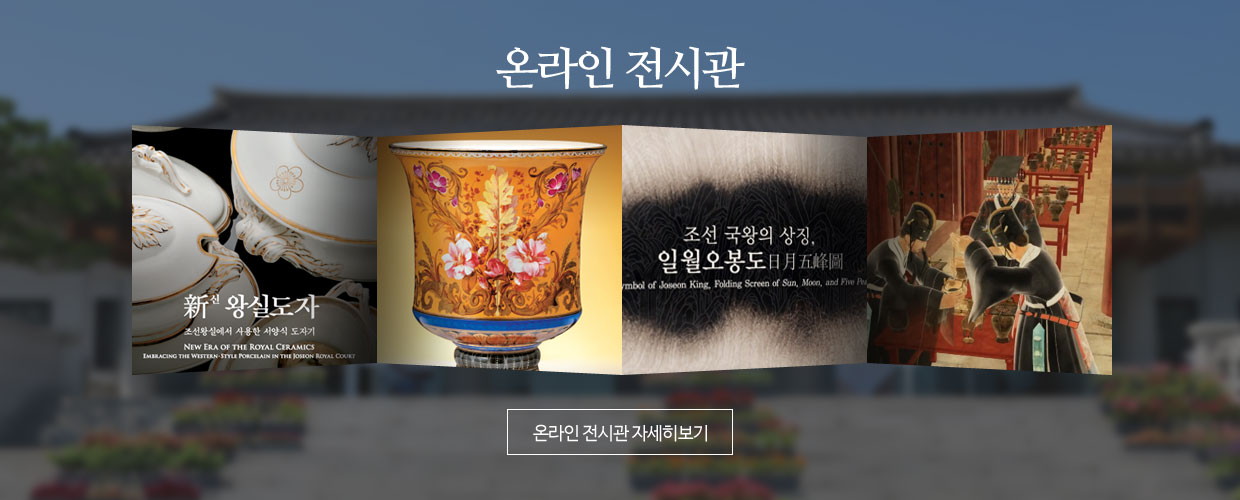 온라인 전시관
新신 왕실도자
조선왕실에서 사용한 서양식 도자기
NEW ERA OF THE ROYAL CERAMICS
EMBRACING THE WESTERN-STYLE PORCELAIN IN THE JOSEON ROYAL COURT
조선 국왕의 상징,
일월오봉도日月五峰圖
ymbol of Joseon King, Folding Screen of Sun, Moon, and Five Pea
온라인 전시관 자세히보기